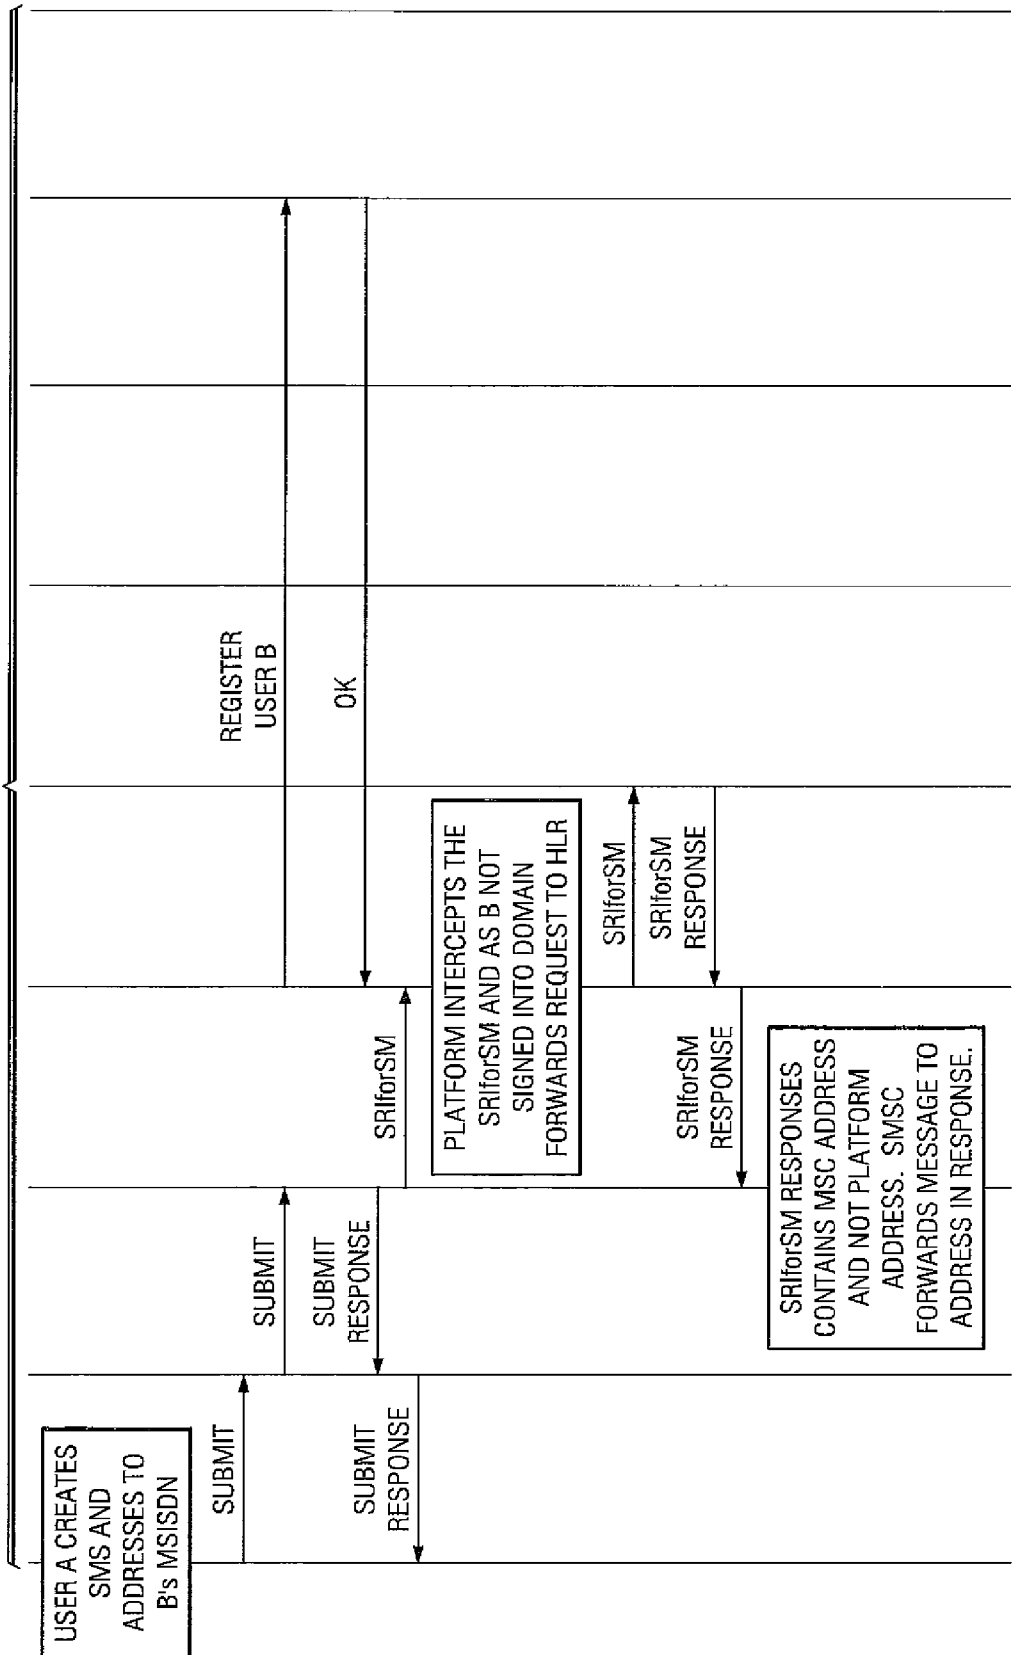 USER A CREATES
SMS AND
ADDRESSES TO
B's MSISDN
SUBMIT
SUBMIT
REGISTER
USER B
SUBMIT
RESPONSE
OK
SUBMIT
RESPONSE
SRIforSM
PLATFORM INTERCEPTS THE
SRIforSM AND AS B NOT
SIGNED INTO DOMAIN
FORWARDS REQUEST TO HLR
SRIforSM
SRIforSM
RESPONSE
SRIforSM
RESPONSE
SRIforSM RESPONSES
CONTAINS MSC ADDRESS
AND NOT PLATFORM
ADDRESS. SMSC
FORWARDS MESSAGE TO
ADDRESS IN RESPONSE.